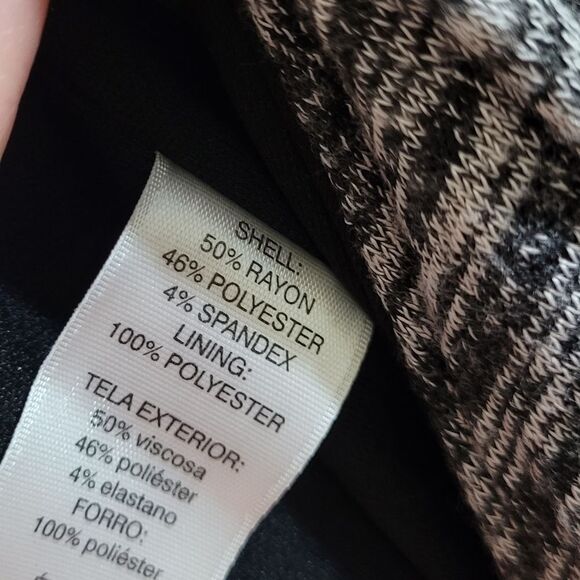 SHELL:
50% RAYON
46% POLYESTER
4% SPANDEX
LINING:
100% POLYESTER
TELA EXTERIOR:
50% viscosa
46% poliéster
4% elastano
FORRO:
100% poliéster